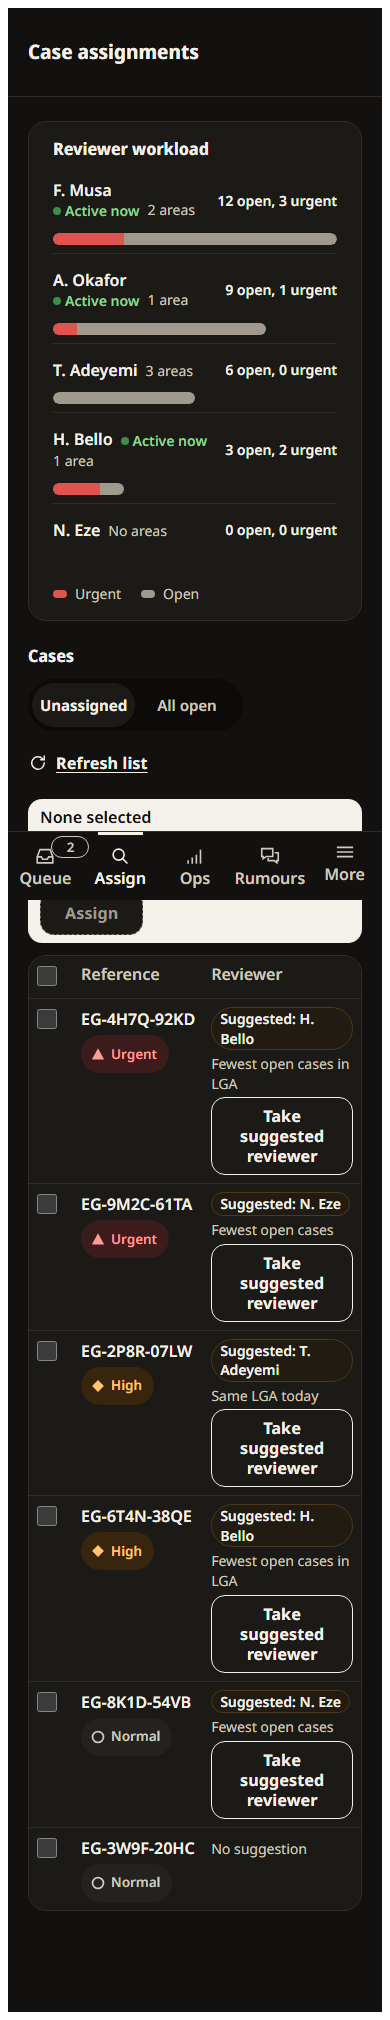 Case assignments
Reviewer workload
F. Musa
Active now 2 areas
12 open, 3 urgent
A. Okafor
Active now 1 area
9 open, 1 urgent
T. Adeyemi 3 areas
6 open, 0 urgent
H. Bello Active now
1 area
3 open, 2 urgent
N. Eze No areas
0 open, 0 urgent
Urgent Open
Cases
Unassigned All open
Refresh list
None selected
2
Queue Assign Ops Rumours More
Assign
Reference Reviewer
EG-4H7Q-92KD
Urgent
Suggested: H.
Bello
Fewest open cases in
LGA
Take
suggested
reviewer
EG-9M2C-61TA
Urgent
Suggested: N. Eze
Fewest open cases
Take
suggested
reviewer
EG-2P8R-07LW
High
Suggested: T.
Adeyemi
Same LGA today
Take
suggested
reviewer
EG-6T4N-38QE
High
Suggested: H.
Bello
Fewest open cases in
LGA
Take
suggested
reviewer
EG-8K1D-54VB
Normal
Suggested: N. Eze
Fewest open cases
Take
suggested
reviewer
EG-3W9F-20HC
Normal
No suggestion